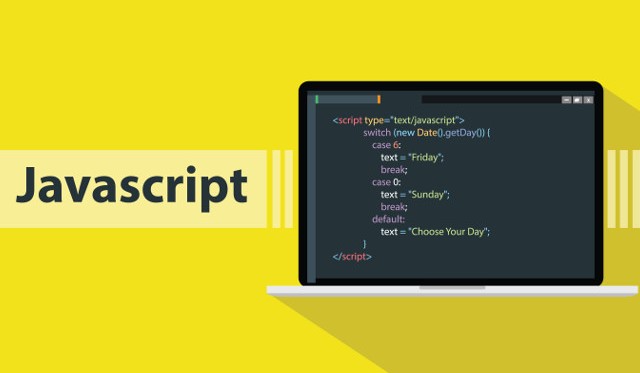 Javascript
<script type="text/javascript">
switch (new Date().getDay()) {
case 6:
text = "Friday";
break;
case 0:
text = "Sunday";
break;
default:
text = "Choose Your Day";
}
</script>